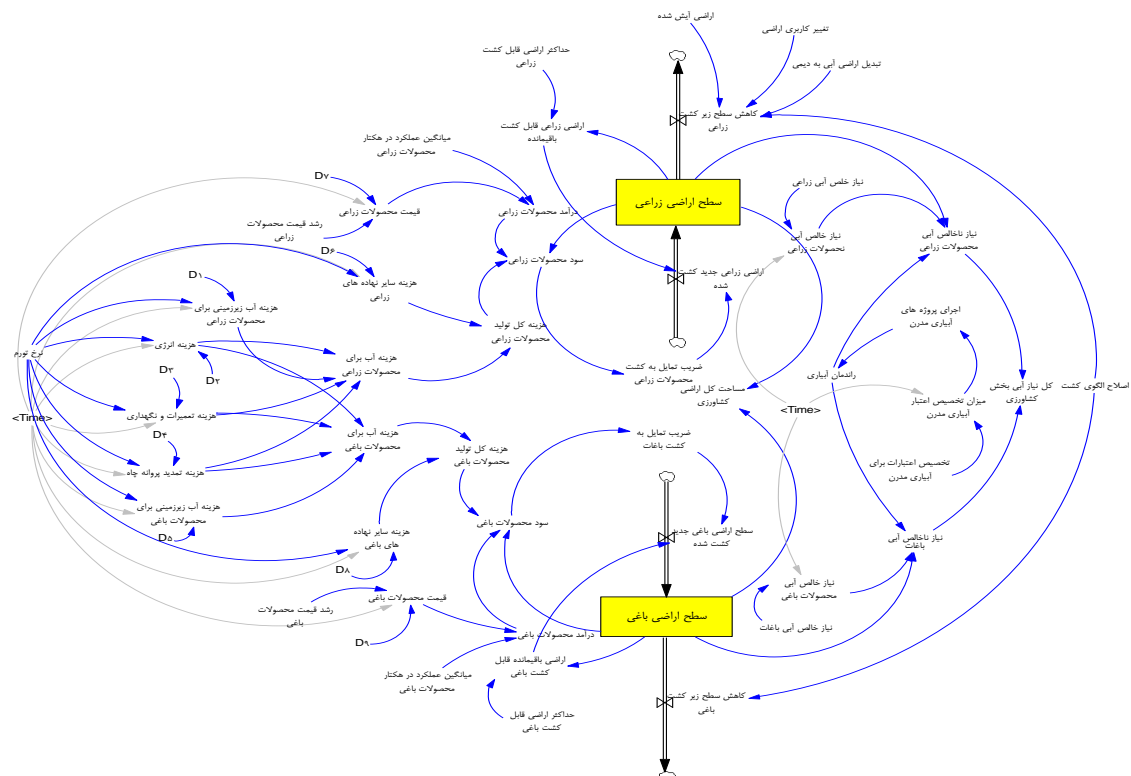 اراضی آیش شده
تغییر کاربری اراضی
تبدیل اراضی آبی به دیمی
حداکثر اراضی قابل کشت
زراعی
کاهش سطح زیر کشت
زراعی
اراضی زراعی قابل کشت
باقیمانده
میانگین عملکرد در هکتار
محصولات زراعی
D۷
قیمت محصولات زراعی
رشد قیمت محصولات
زراعی
درآمد محصولات زراعی
سطح اراضی زراعی
نیاز خلص آبی زراعی
نیاز خالص آبی
نحصولات زراعی
نیاز ناخالص آبی
محصولات زراعی
D۶
هزینه سایر نهاده های
زراعی
سود محصولات زراعی
اراضی زراعی جدید کشت
شده
D۱
هزینه آب زیرزمینی برای
محصولات زراعی
هزینه کل تولید
محصولات زراعی
اجرای پروژه های
آبیاری مدرن
نرخ تورم
هزینه انرژی
D۲
D۳
هزینه آب برای
محصولات زراعی
ضریب تمایل به کشت
محصولات زراعی
راندمان آبیاری
مساحت کل اراضی
کشاورزی
کل نیاز آبی بخش
کشاورزی
اصلاح الگوی کشت
<Time>
هزینه تعمیرات و نگهداری
<Time>
میزان تخصیص اعتبار
آبیاری مدرن
D۴
هزینه آب برای
محصولات باغی
ضریب تمایل به
کشت باغات
هزینه کل تولید
محصولات باغی
هزینه تمدید پروانه چاه
تخصیص اعتبارات برای
آبیاری مدرن
هزینه آب زیرزمینی برای
محصولات باغی
D۵
سود محصولات باغی
سطح اراضی باغی جدید
کشت شده
نیاز ناخالص آبی
باغات
هزینه سایر نهاده
های باغی
D۸
نیاز خالص آبی
محصولات باغی
قیمت محصولات باغی
رشد قیمت محصولات
باغی
D۹
سطح اراضی باغی
نیاز خالص آبی باغات
درآمد محصولات باغی
میانگین عملکرد در هکتار
محصولات باغی
اراضی باقیمانده قابل
کشت باغی
حداکثر اراضی قابل
کشت باغی
کاهش سطح زیر کشت
باغی